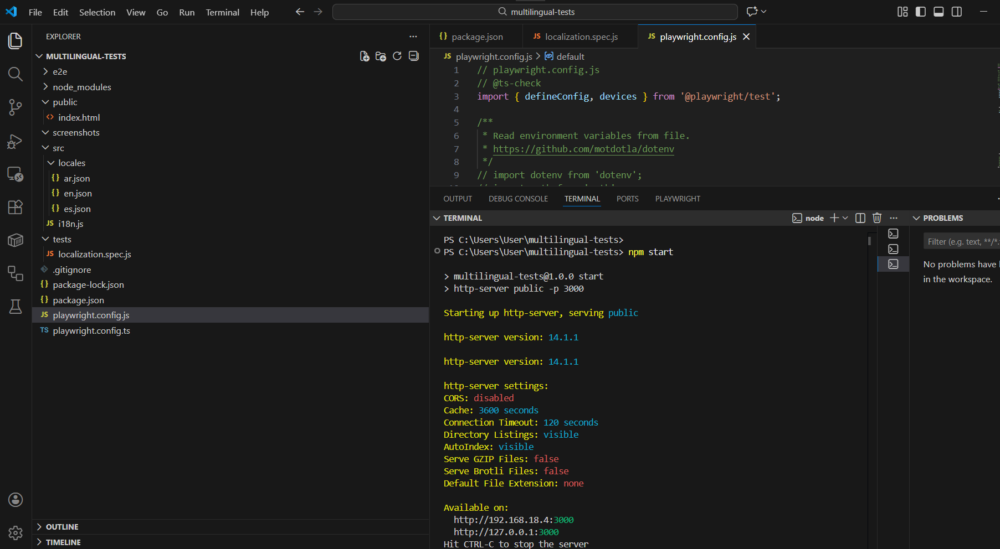 File Edit Selection View Go Run Terminal Help
multilingual-tests
EXPLORER
MULTILINGUAL-TESTS
e2e
node_modules
public
index.html
screenshots
src
locales
ar.json
en.json
es.json
i18n.js
tests
localization.spec.js
.gitignore
package-lock.json
package.json
playwright.config.js
playwright.config.ts
OUTLINE
TIMELINE
package.json localization.spec.js playwright.config.js
playwright.config.js > default
1 // playwright.config.js
2 // @ts-check
3 import { defineConfig, devices } from '@playwright/test';
4
5 /**
6 * Read environment variables from file.
7 * https://github.com/motdotla/dotenv
8 */
9 // import dotenv from 'dotenv';
OUTPUT DEBUG CONSOLE TERMINAL PORTS PLAYWRIGHT
TERMINAL
node
PS C:\Users\User\multilingual-tests>
PS C:\Users\User\multilingual-tests> npm start
> multilingual-tests@1.0.0 start
> http-server public -p 3000
Starting up http-server, serving public
http-server version: 14.1.1
http-server version: 14.1.1
http-server settings:
CORS: disabled
Cache: 3600 seconds
Connection Timeout: 120 seconds
Directory Listings: visible
AutoIndex: visible
Serve GZIP Files: false
Serve Brotli Files: false
Default File Extension: none
Available on:
http://192.168.18.4:3000
http://127.0.0.1:3000
Hit CTRL-C to stop the server
PROBLEMS
Filter (e.g. text, **/*.
No problems have
in the workspace.